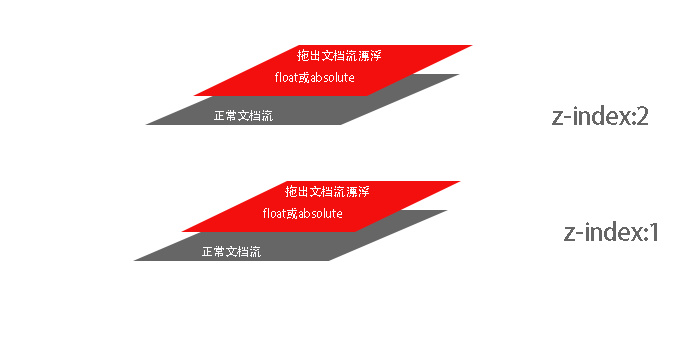 拖出文档流漂浮
float或absolute
正常文档流
z-index:2
拖出文档流漂浮
float或absolute
正常文档流
z-index:1